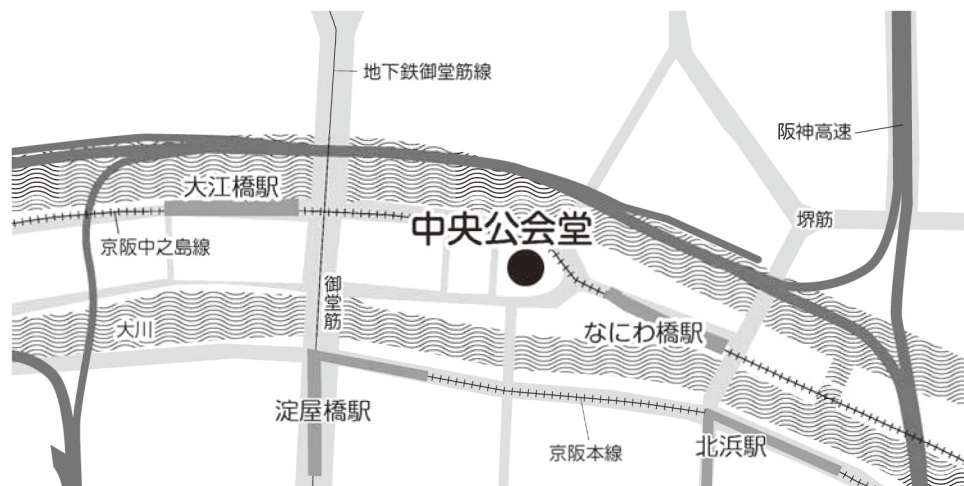 地下鉄御堂筋線
阪神高速
大江橋駅
中央公会堂
堺筋
京阪中之島線
御堂筋
大川
なにわ橋駅
淀屋橋駅
京阪本線
北浜駅